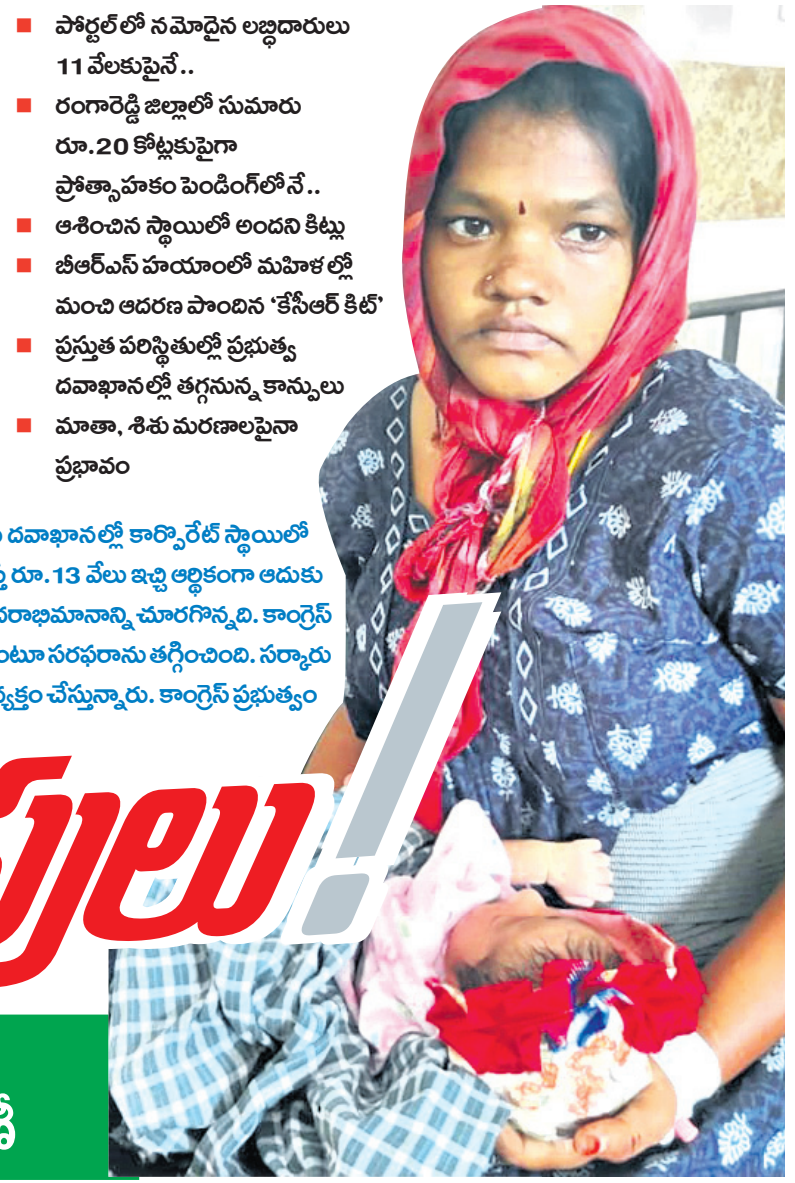 పోర్టల్‌లో నమోదైన లబ్ధిదారులు
11 వేలకుపైనే..
రంగారెడ్డి జిల్లాలో సుమారు
రూ.20 కోట్లకుపైగా
ప్రోత్సాహకం పెండింగ్‌లోనే..
ఆశించిన స్థాయిలో అందని కిట్లు
బీఆర్ఎస్ హయాంలో మహిళల్లో
మంచి ఆదరణ పొందిన ‘కేసీఆర్ కిట్’
ప్రస్తుత పరిస్థితుల్లో ప్రభుత్వ
దవాఖానల్లో తగ్గనున్న కాన్పులు
మాతా, శిశు మరణాలపైనా
ప్రభావం
దవాఖానల్లో కార్పొరేట్ స్థాయిలో
రూ.13 వేలు ఇచ్చి ఆర్థికంగా ఆదుకు
దరాభిమానాన్ని చూరగొన్నది. కాంగ్రెస్
ంటూ సరఫరాను తగ్గించింది. సర్కారు
వ్యక్తం చేస్తున్నారు. కాంగ్రెస్ ప్రభుత్వం
పులు!